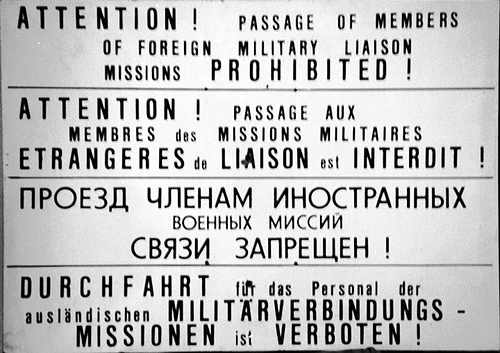 ATTENTION ! PASSAGE OF MEMBERS
OF FOREIGN MILITARY LIAISON
MISSIONS PROHIBITED !
ATTENTION ! PASSAGE AUX
MEMBRES des MISSIONS MILITAIRES
ETRANGERES de LIAISON est INTERDIT !
ПРОЕЗД ЧЛЕНАМ ИНОСТРАННЫХ
ВОЕННЫХ МИССИЙ
СВЯЗИ ЗАПРЕЩЕН !
DURCHFAHRT für das Personal der
ausländischen MILITÄRVERBINDUNGS -
MISSIONEN ist VERBOTEN !